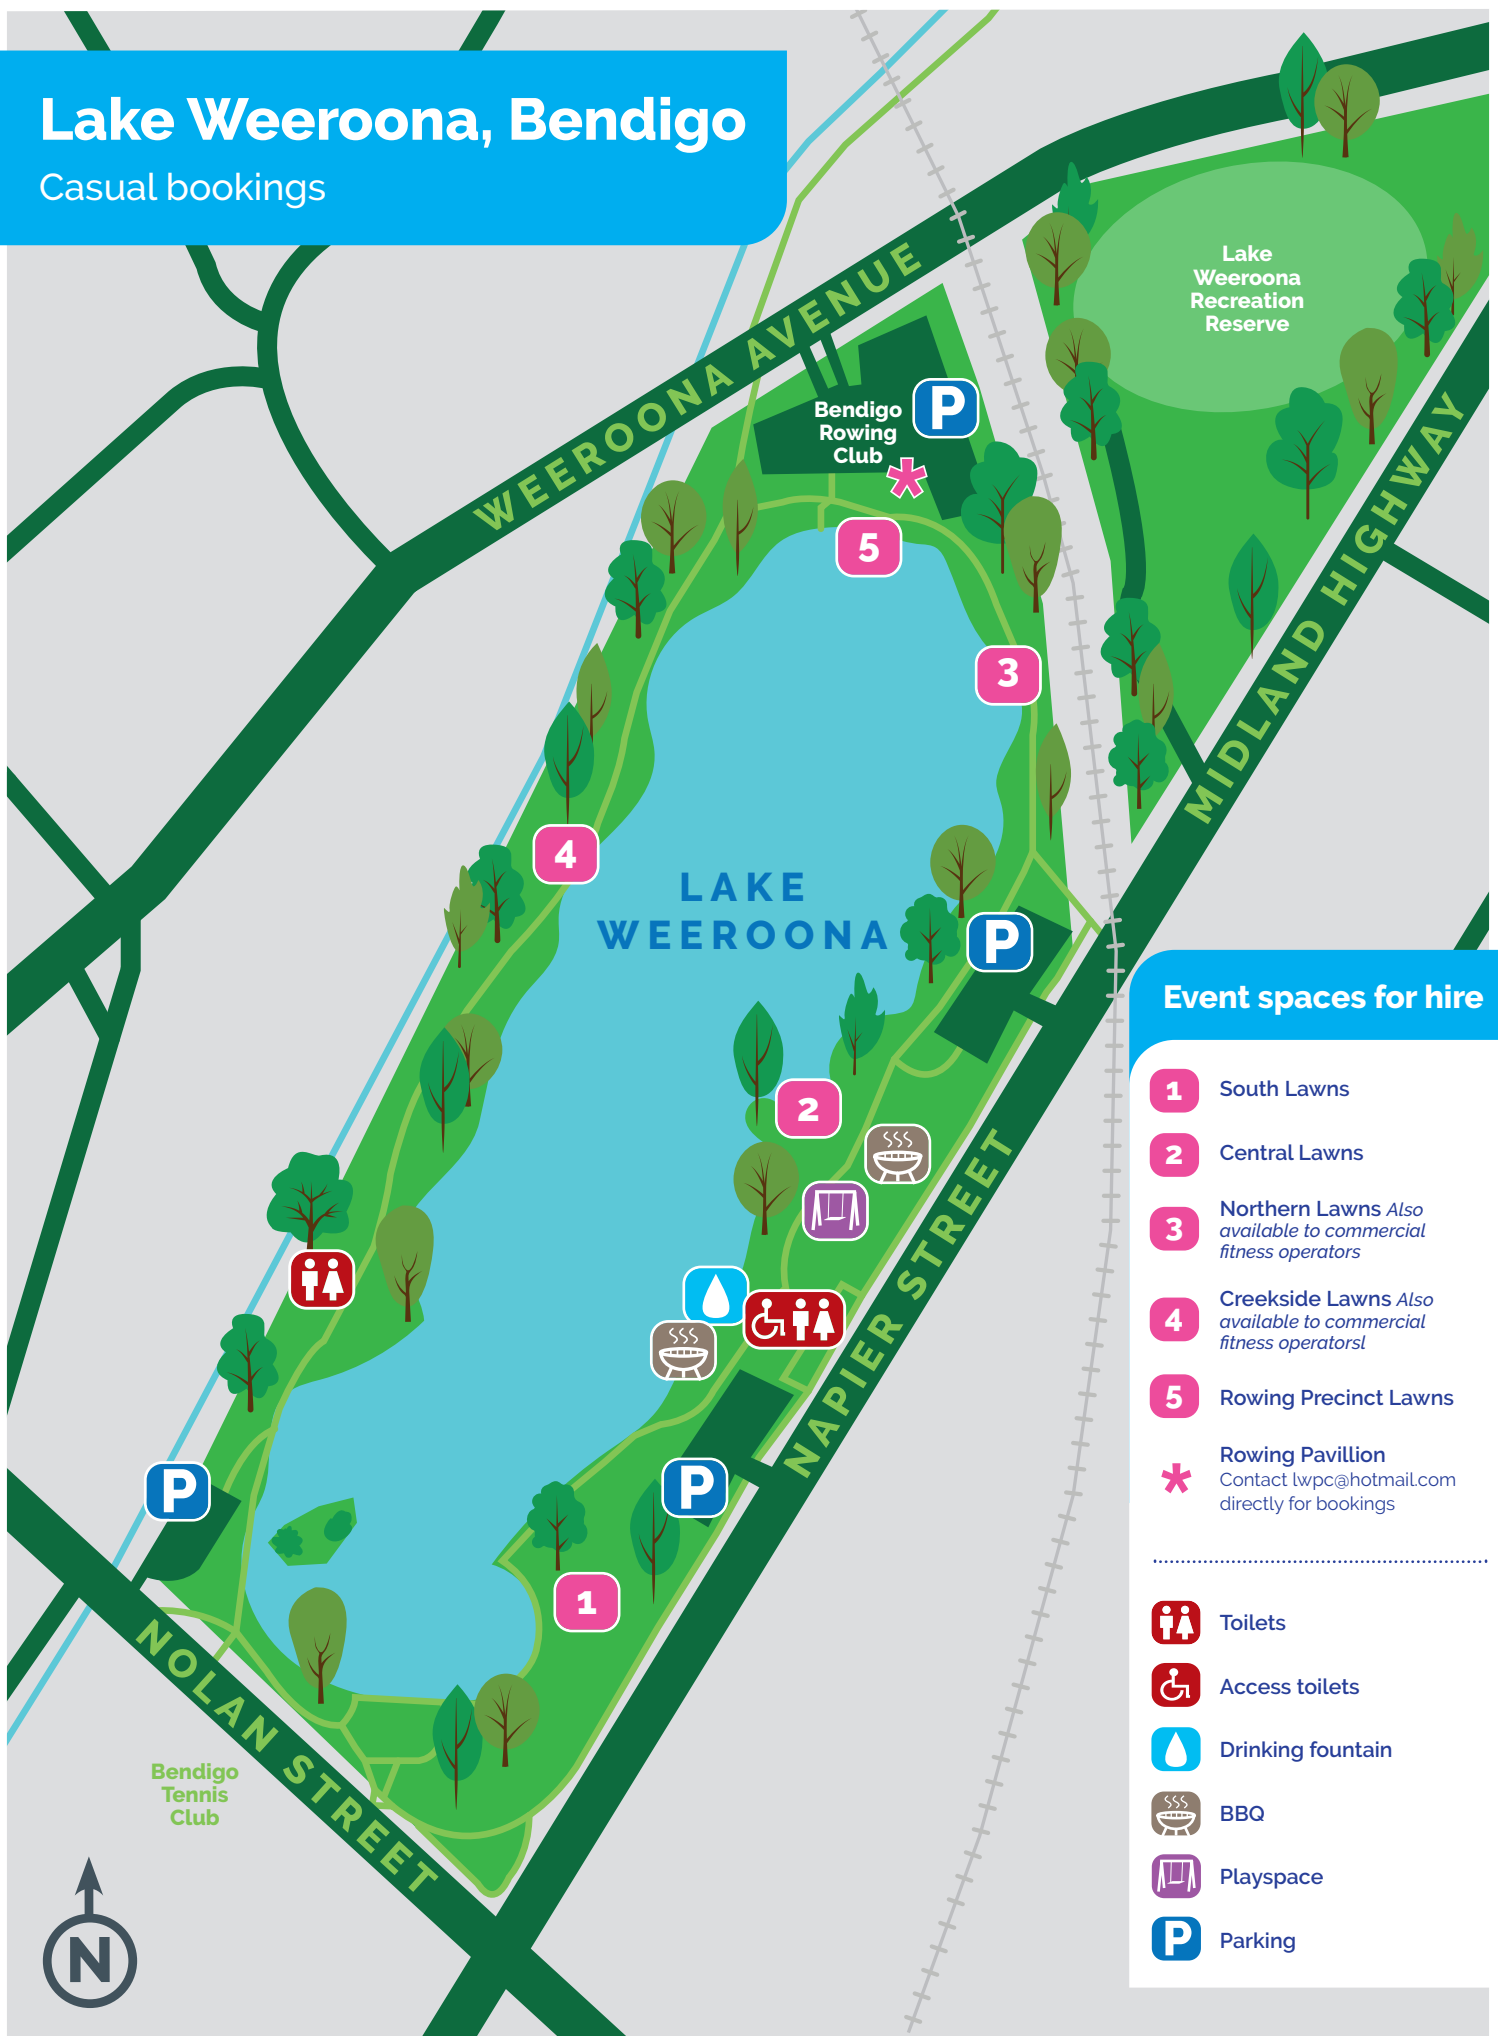 Lake Weeroona, Bendigo
Casual bookings
WEEROONA AVENUE
Lake
Weeroona
Recreation
Reserve
Bendigo
Rowing
Club
P
*
5
3
MIDLAND HIGHWAY
4
LAKE
WEEROONA
P
2
NAPIER STREET
P
P
1
NOLAN STREET
Bendigo
Tennis
Club
N
Event spaces for hire
1 South Lawns
2 Central Lawns
3 Northern Lawns Also
available to commercial
fitness operators
4 Creekside Lawns Also
available to commercial
fitness operatorsl
5 Rowing Precinct Lawns
* Rowing Pavillion
Contact lwpc@hotmail.com
directly for bookings
Toilets
Access toilets
Drinking fountain
BBQ
Playspace
P Parking